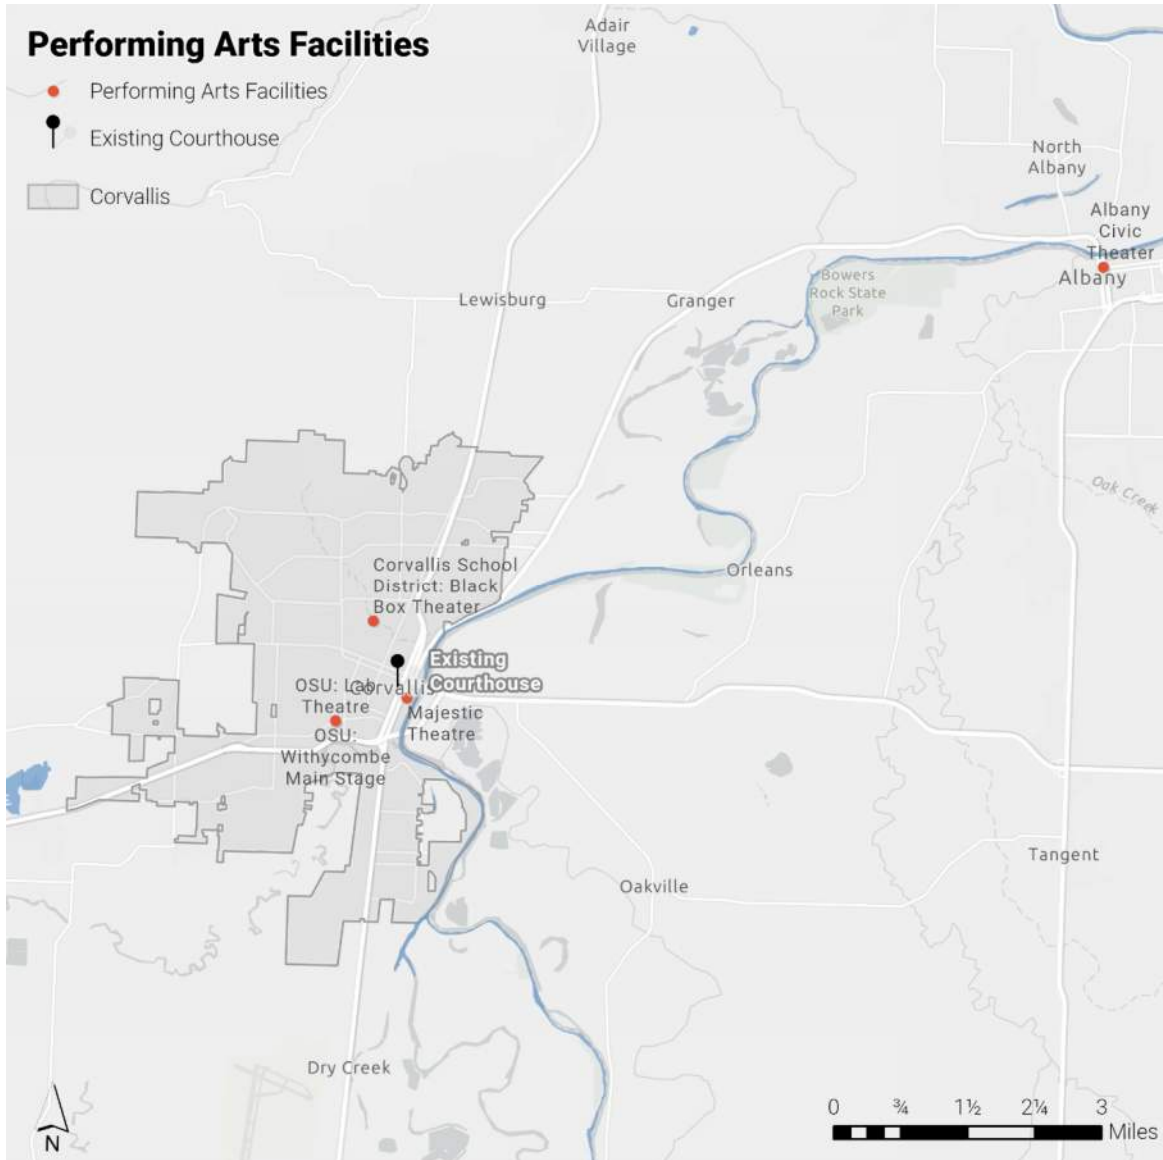 Performing Arts Facilities
Performing Arts Facilities
Existing Courthouse
Corvallis
Adair
Village
North
Albany
Albany
Civic
Theater
Albany
Bowers
Rock State
Park
Lewisburg
Granger
Oak Creek
Corvallis School
District: Black
Box Theater
Orleans
Existing
Courthouse
Corvallis
OSU: Lab
Theatre
Majestic
Theatre
OSU:
Withycombe
Main Stage
Tangent
Oakville
Dry Creek
N
0 ¾ 1½ 2¼ 3
Miles